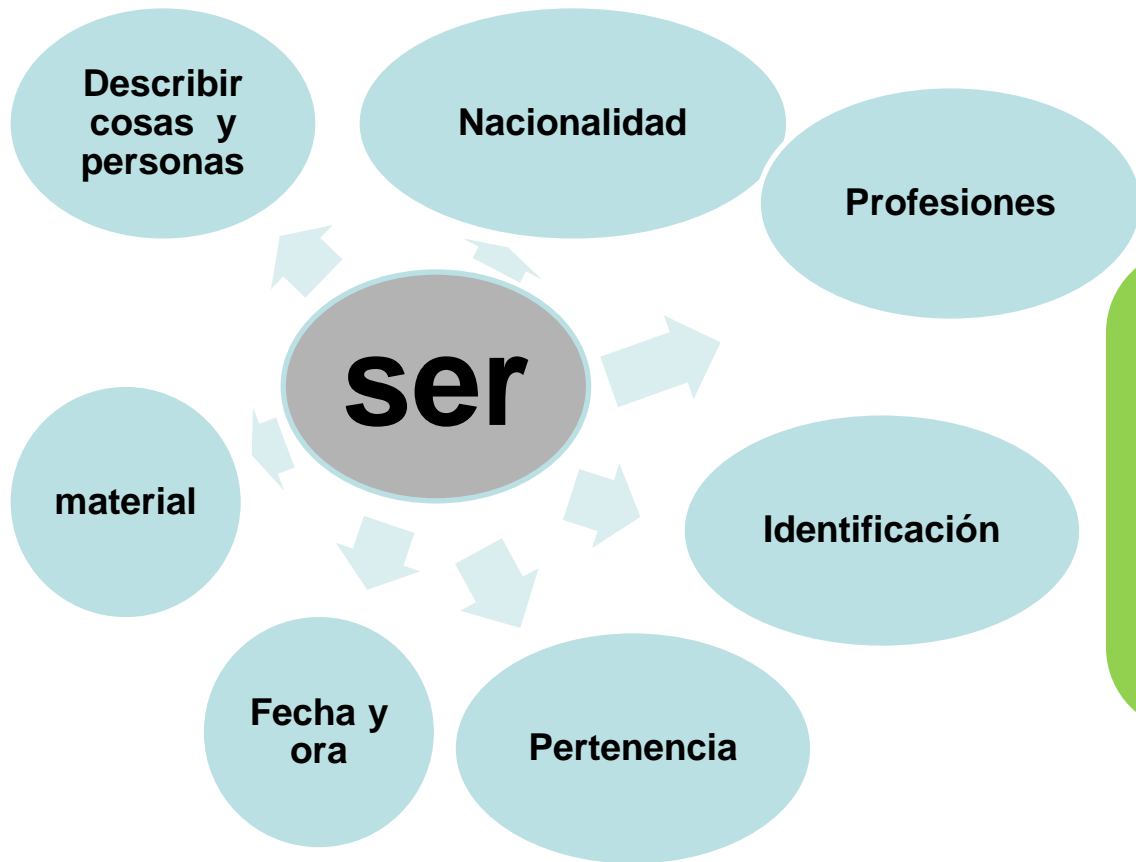 Describir
cosas y
personas
Nacionalidad
Profesiones
ser
material
Identificación
Fecha y
ora
Pertenencia